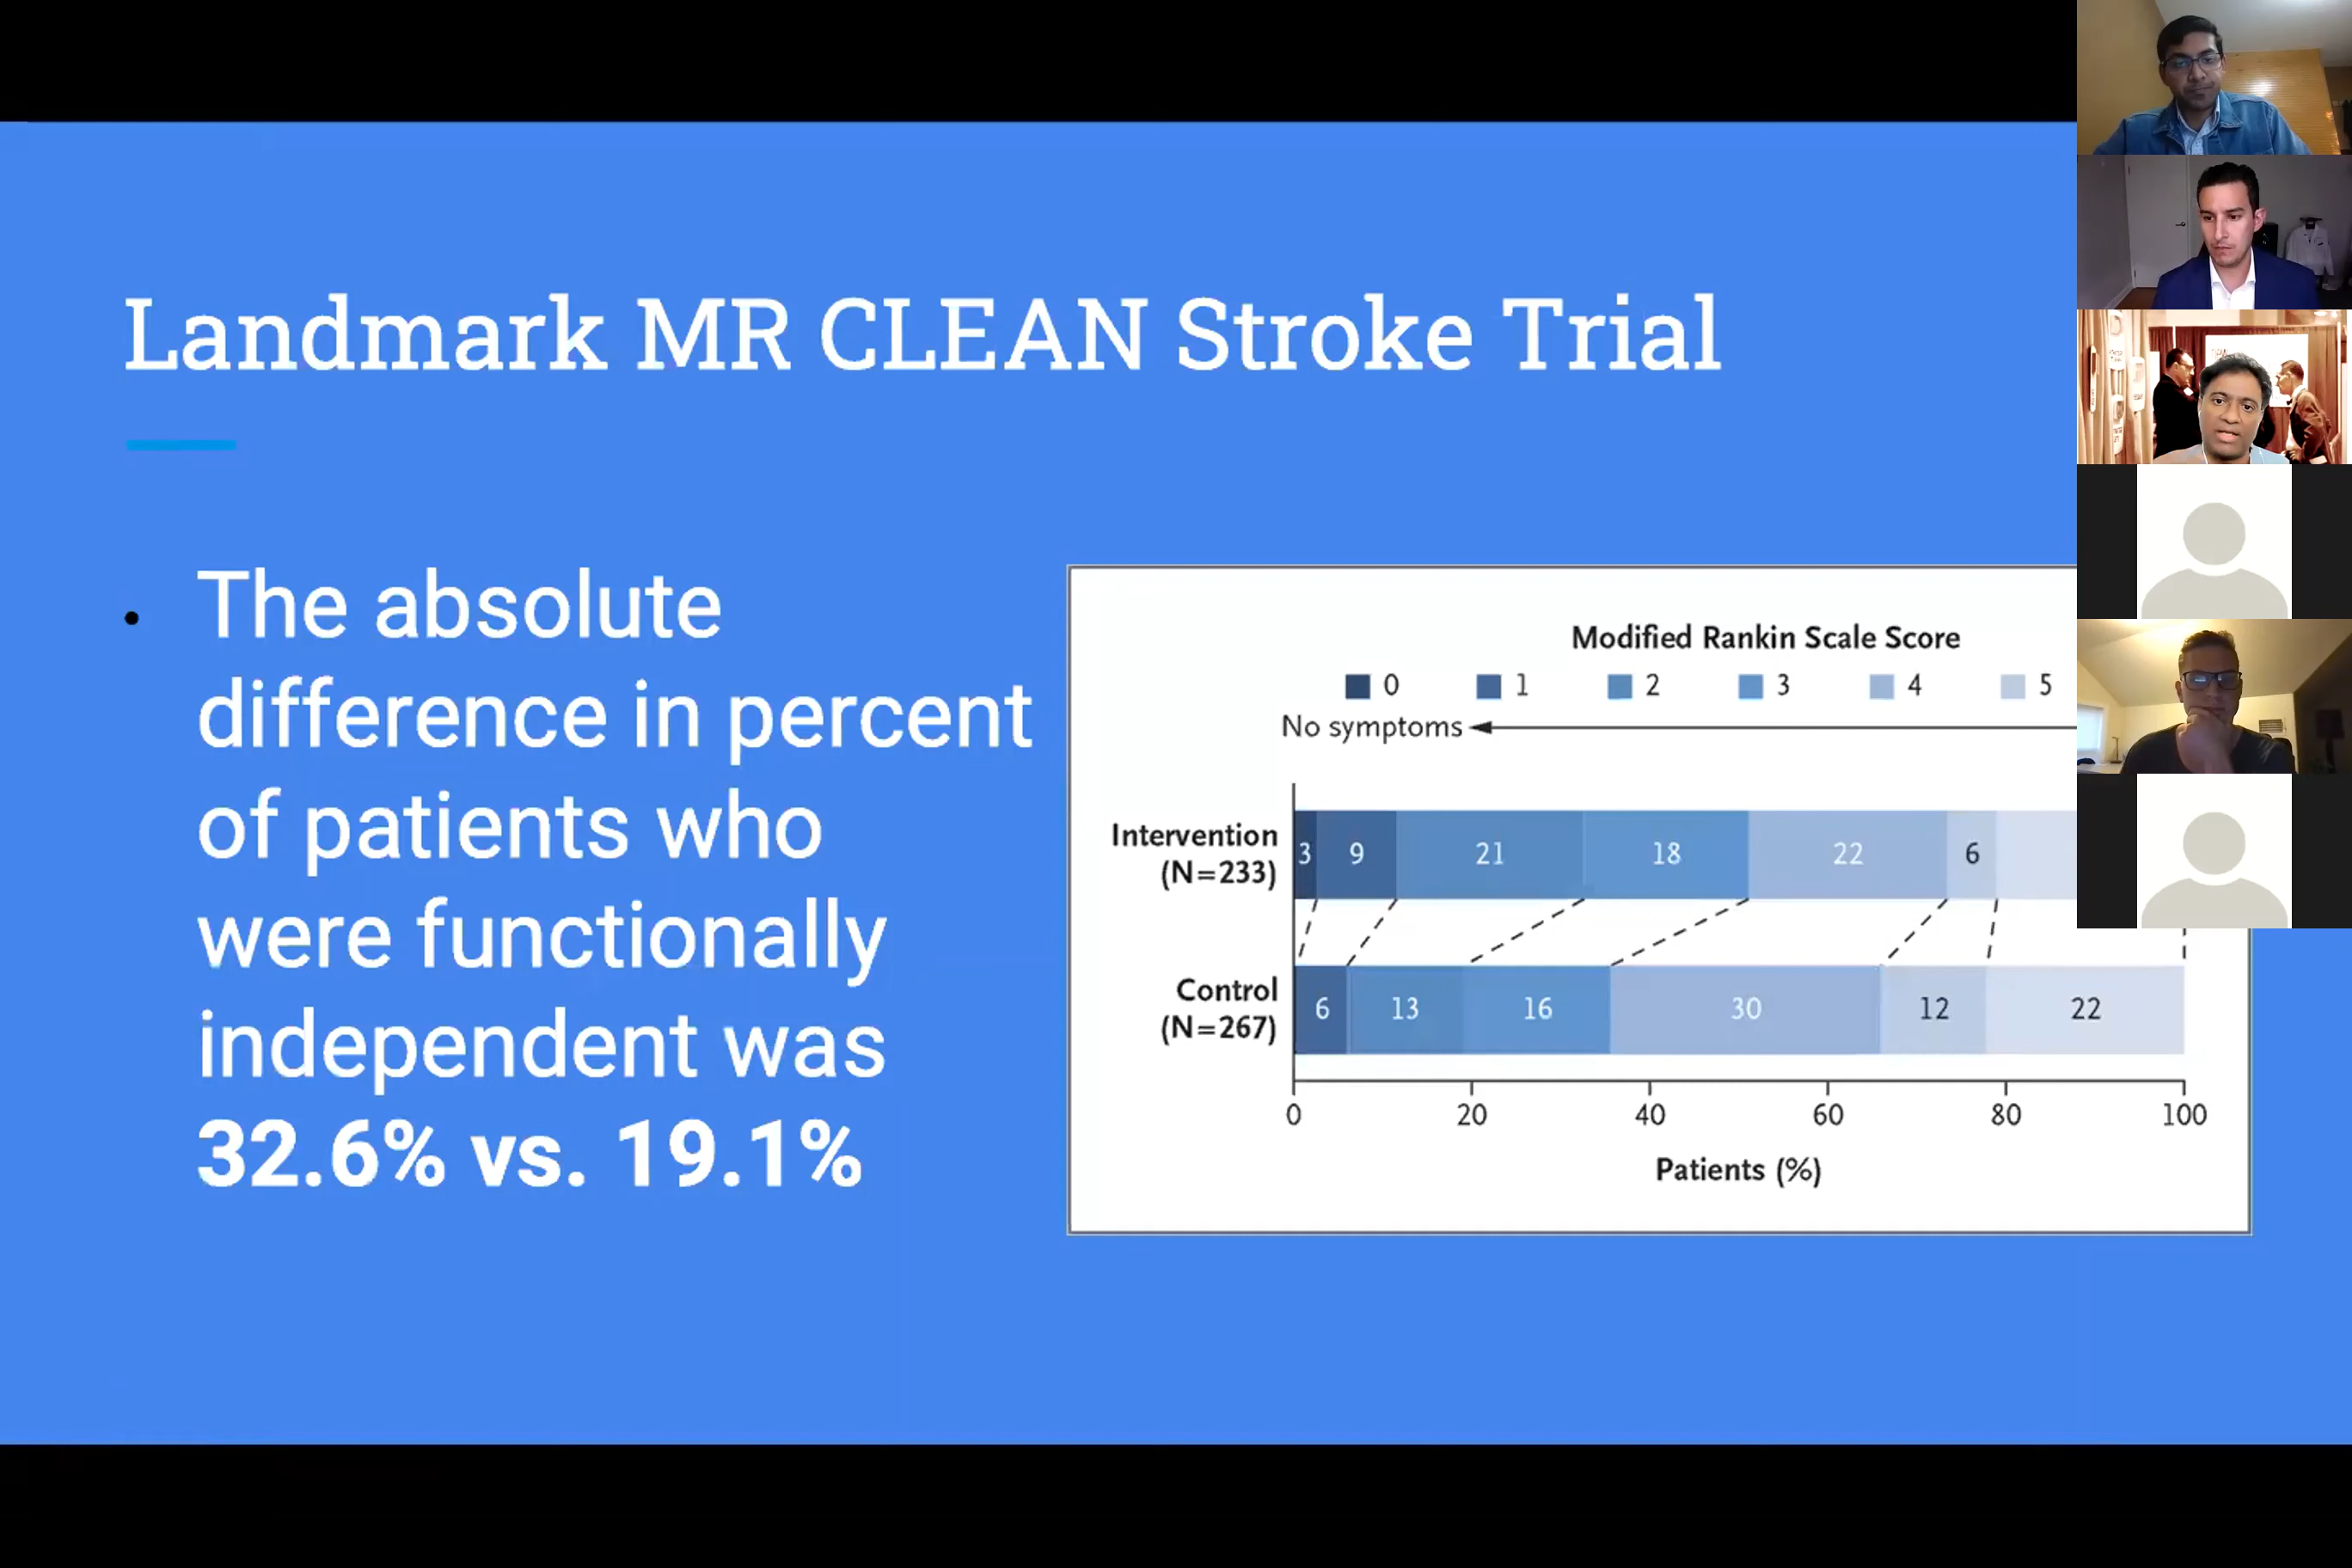 Landmark MR CLEAN Stroke Trial
• The absolute
difference in percent
of patients who
were functionally
independent was
32.6% vs. 19.1%
Modified Rankin Scale Score
0 1 2 3 4 5
No symptoms
Intervention
(N=233)
3 9 21 18 22 6
Control
(N=267)
6 13 16 30 12 22
0 20 40 60 80 100
Patients (%)